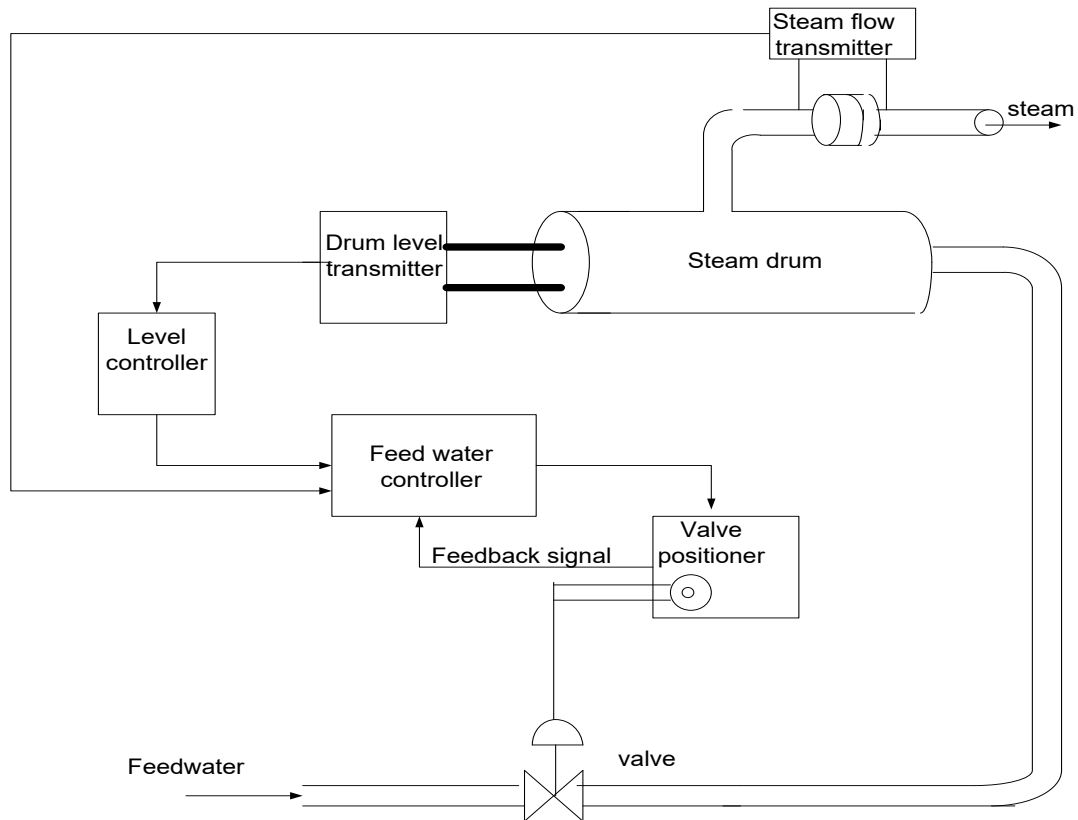 Steam flow
transmitter
steam
Drum level
transmitter
Steam drum
Level
controller
Feed water
controller
Valve
positioner
Feedback signal
valve
Feedwater